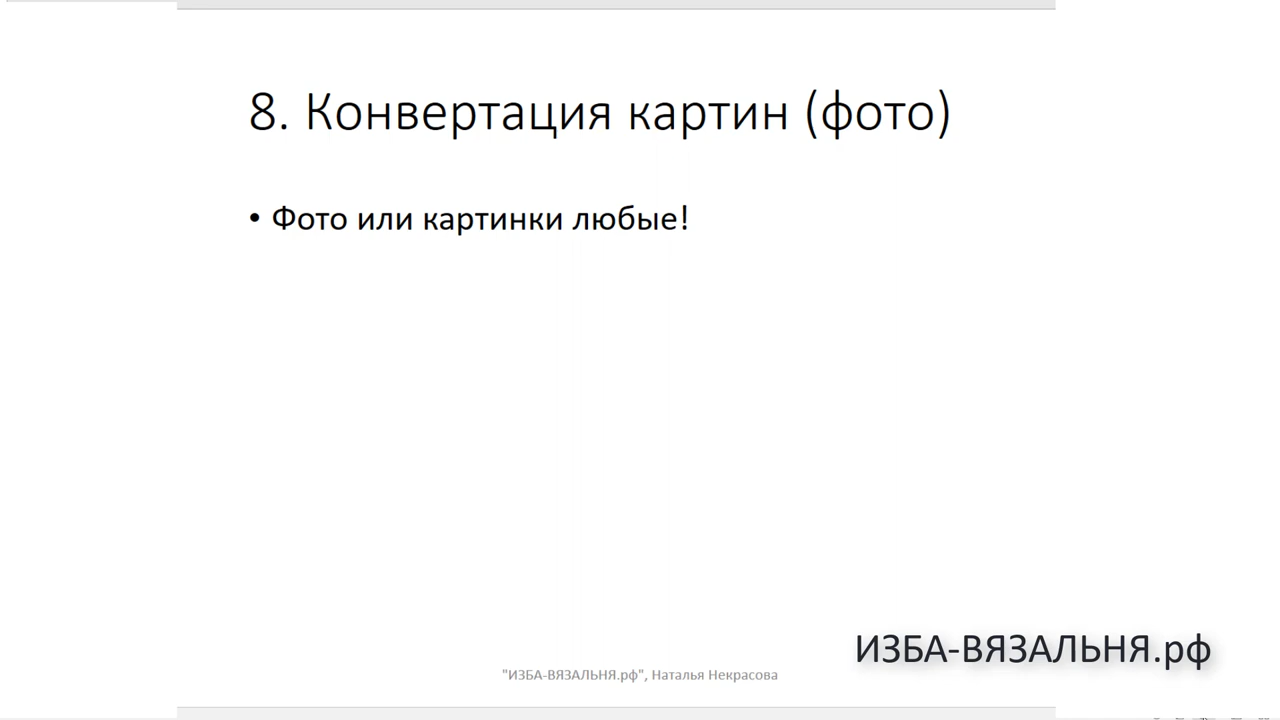 8. Конвертация картин (фото)
• Фото или картинки любые!
ИЗБА-ВЯЗАЛЬНЯ.рф
"ИЗБА-ВЯЗАЛЬНЯ.рф", Наталья Некрасова